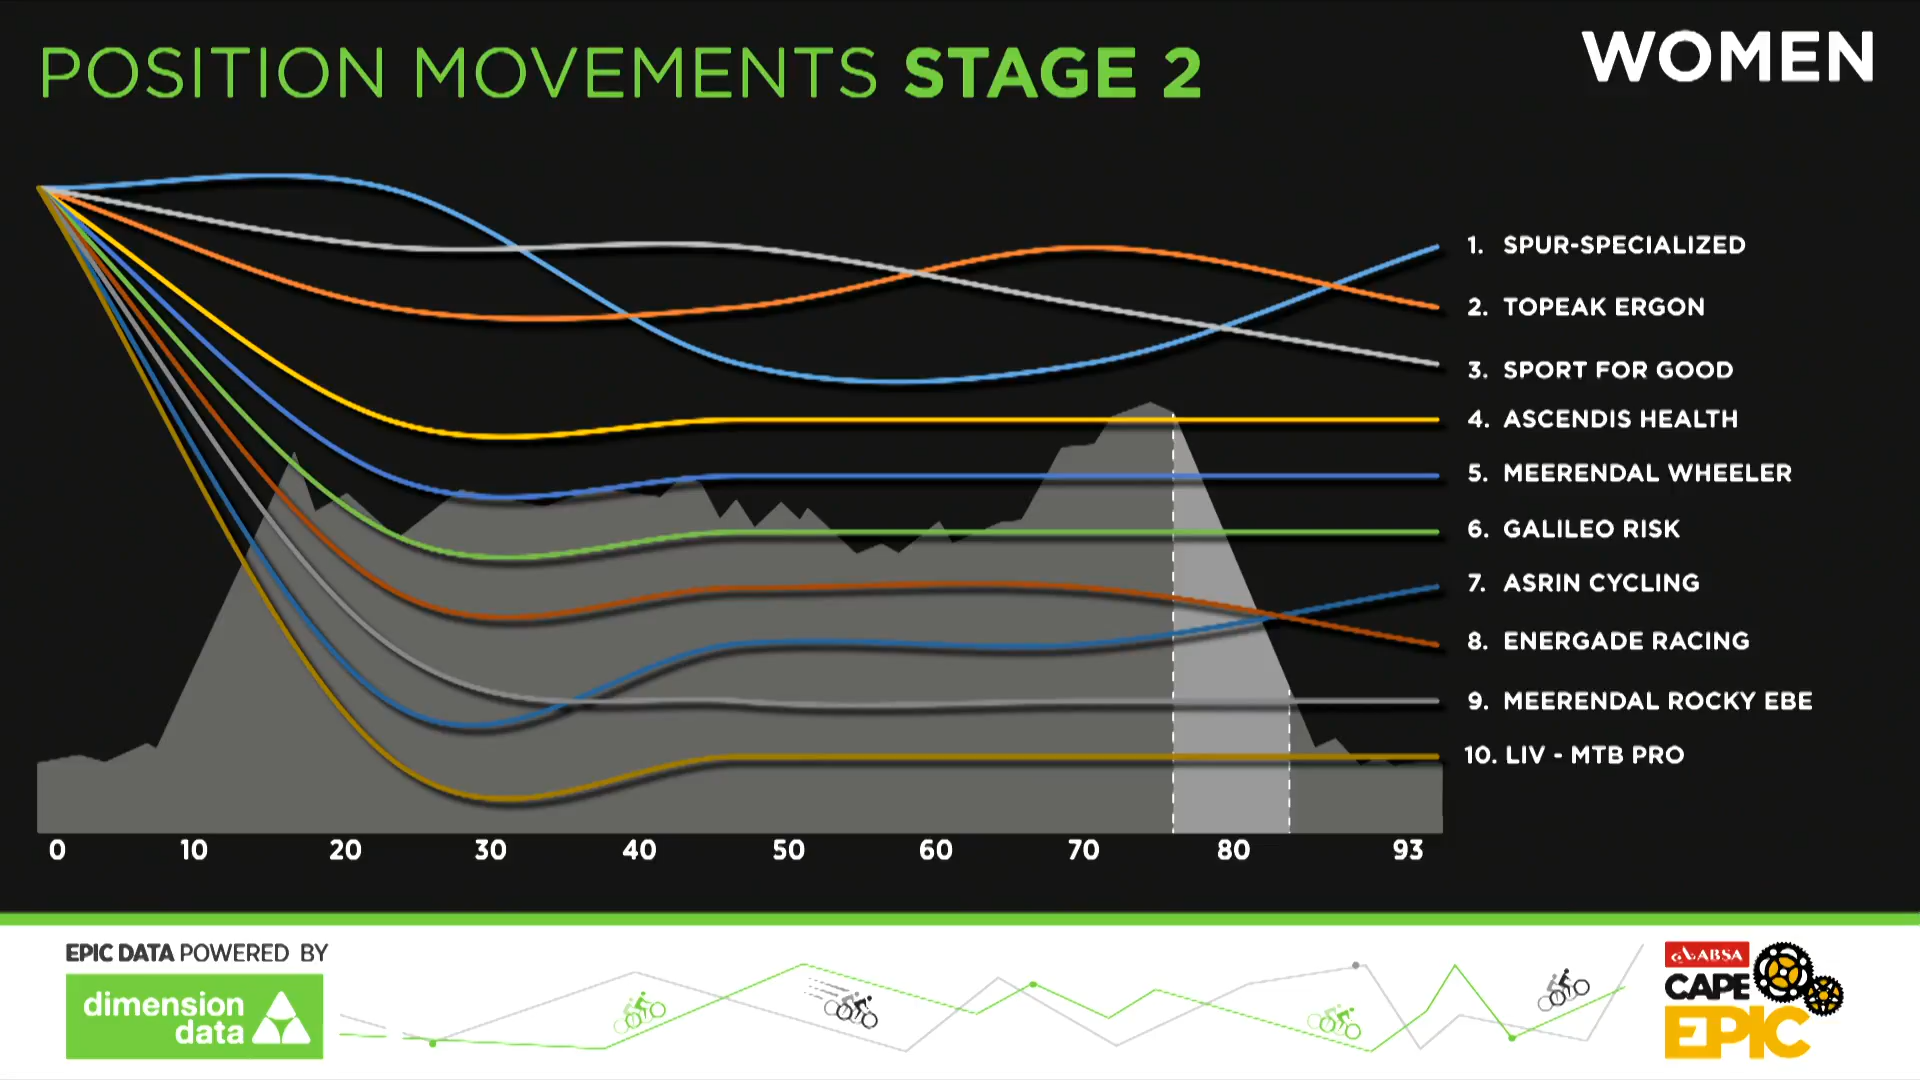 POSITION MOVEMENTS STAGE 2
WOMEN
1. SPUR-SPECIALIZED
2. TOPEAK ERGON
3. SPORT FOR GOOD
4. ASCENDIS HEALTH
5. MEERENDAL WHEELER
6. GALILEO RISK
7. ASRIN CYCLING
8. ENERGADE RACING
9. MEERENDAL ROCKY EBE
10. LIV - MTB PRO
0 10 20 30 40 50 60 70 80 93
EPIC DATA POWERED BY
dimension
data
ABSA
CAPE
EPIC